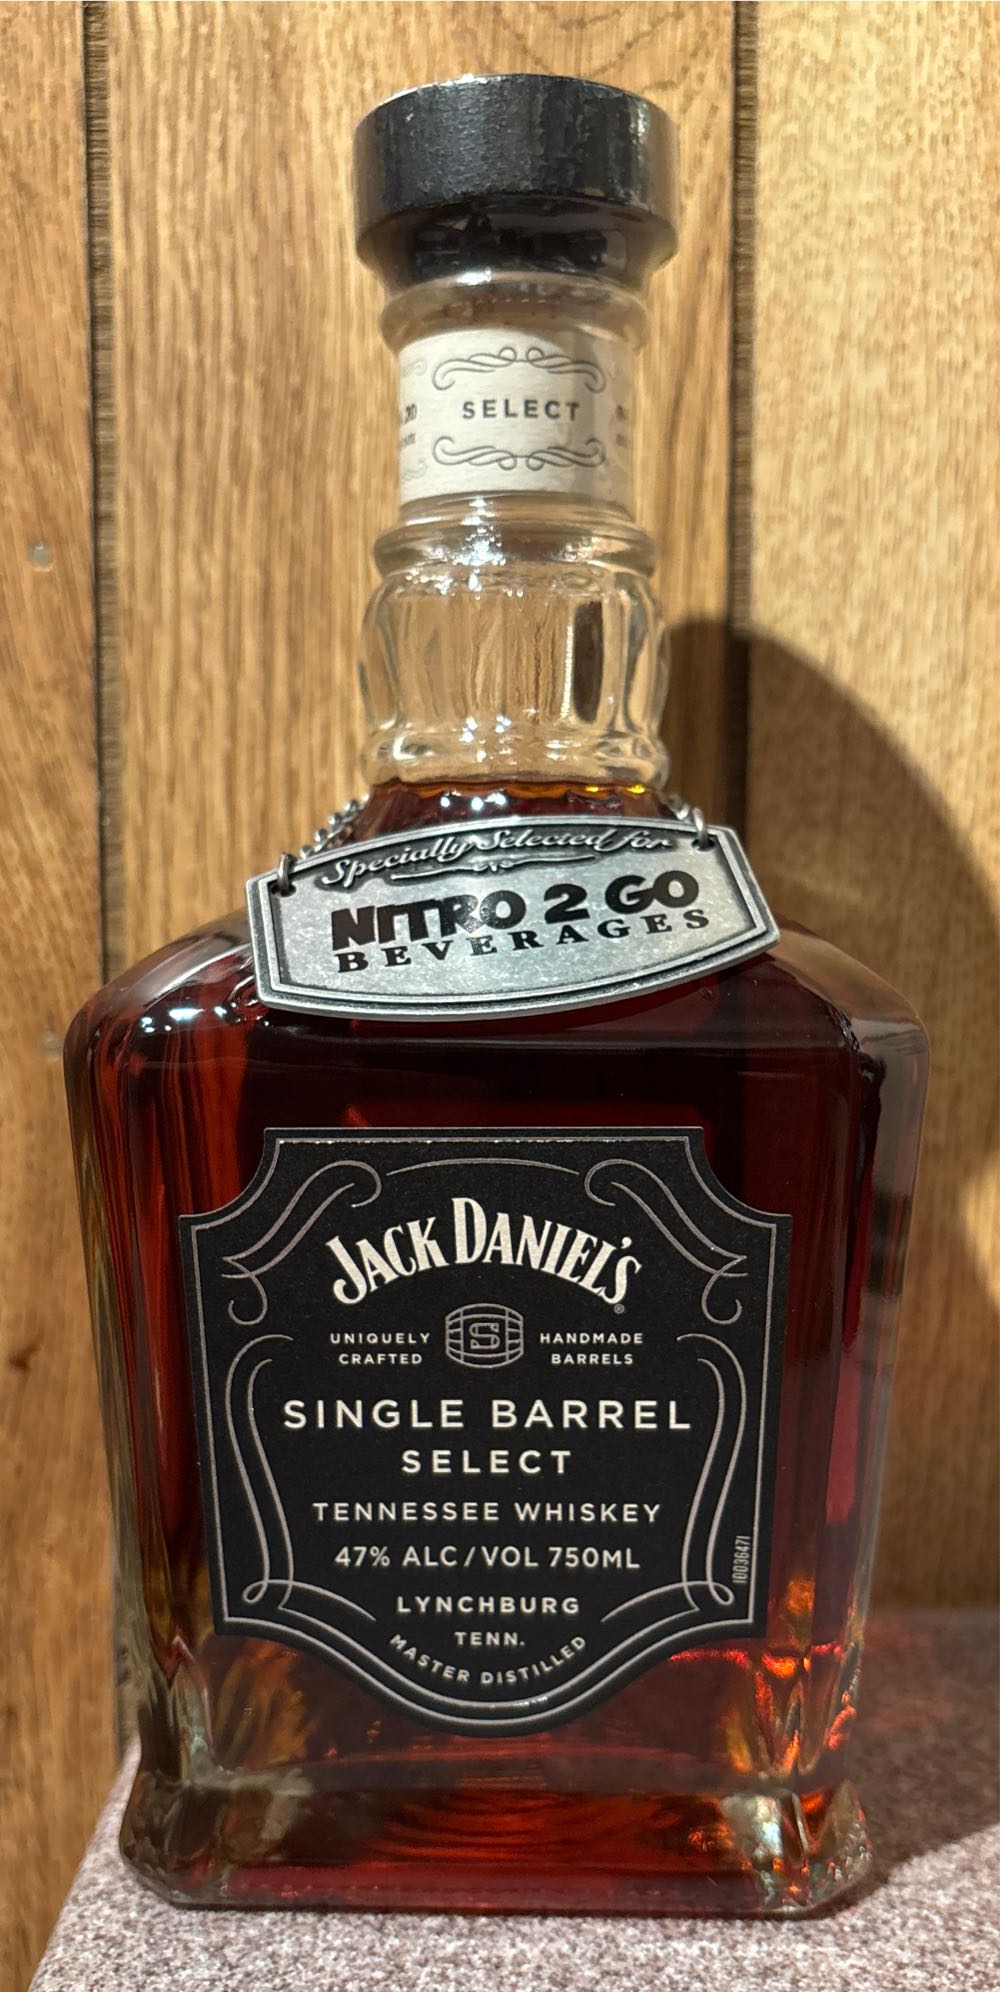 SELECT
Specially Selected for
NITRO 2 GO
BEVERAGES
JACK DANIEL'S
®
UNIQUELY CRAFTED
S
HANDMADE BARRELS
SINGLE BARREL
SELECT
TENNESSEE WHISKEY
47% ALC/VOL 750ML
10036471
LYNCHBURG
TENN.
MASTER DISTILLED